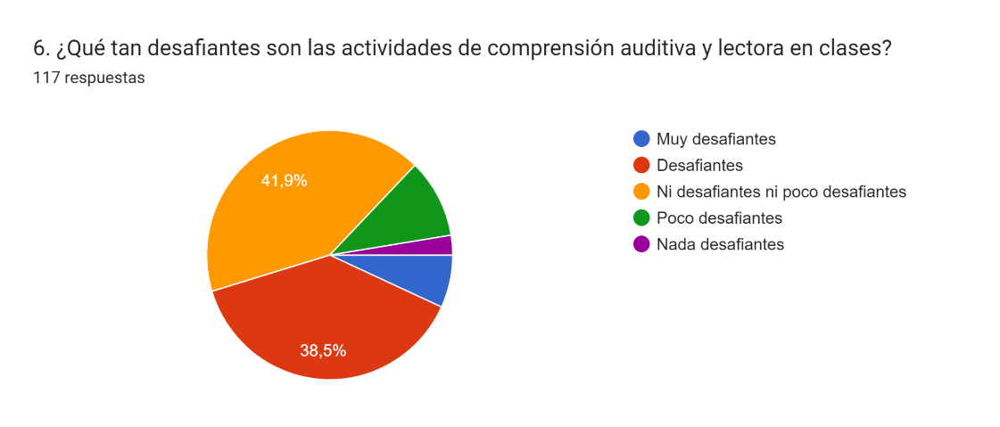 6. ¿Qué tan desafiantes son las actividades de comprensión auditiva y lectora en clases?
117 respuestas
41,9%
38,5%
Muy desafiantes
Desafiantes
Ni desafiantes ni poco desafiantes
Poco desafiantes
Nada desafiantes